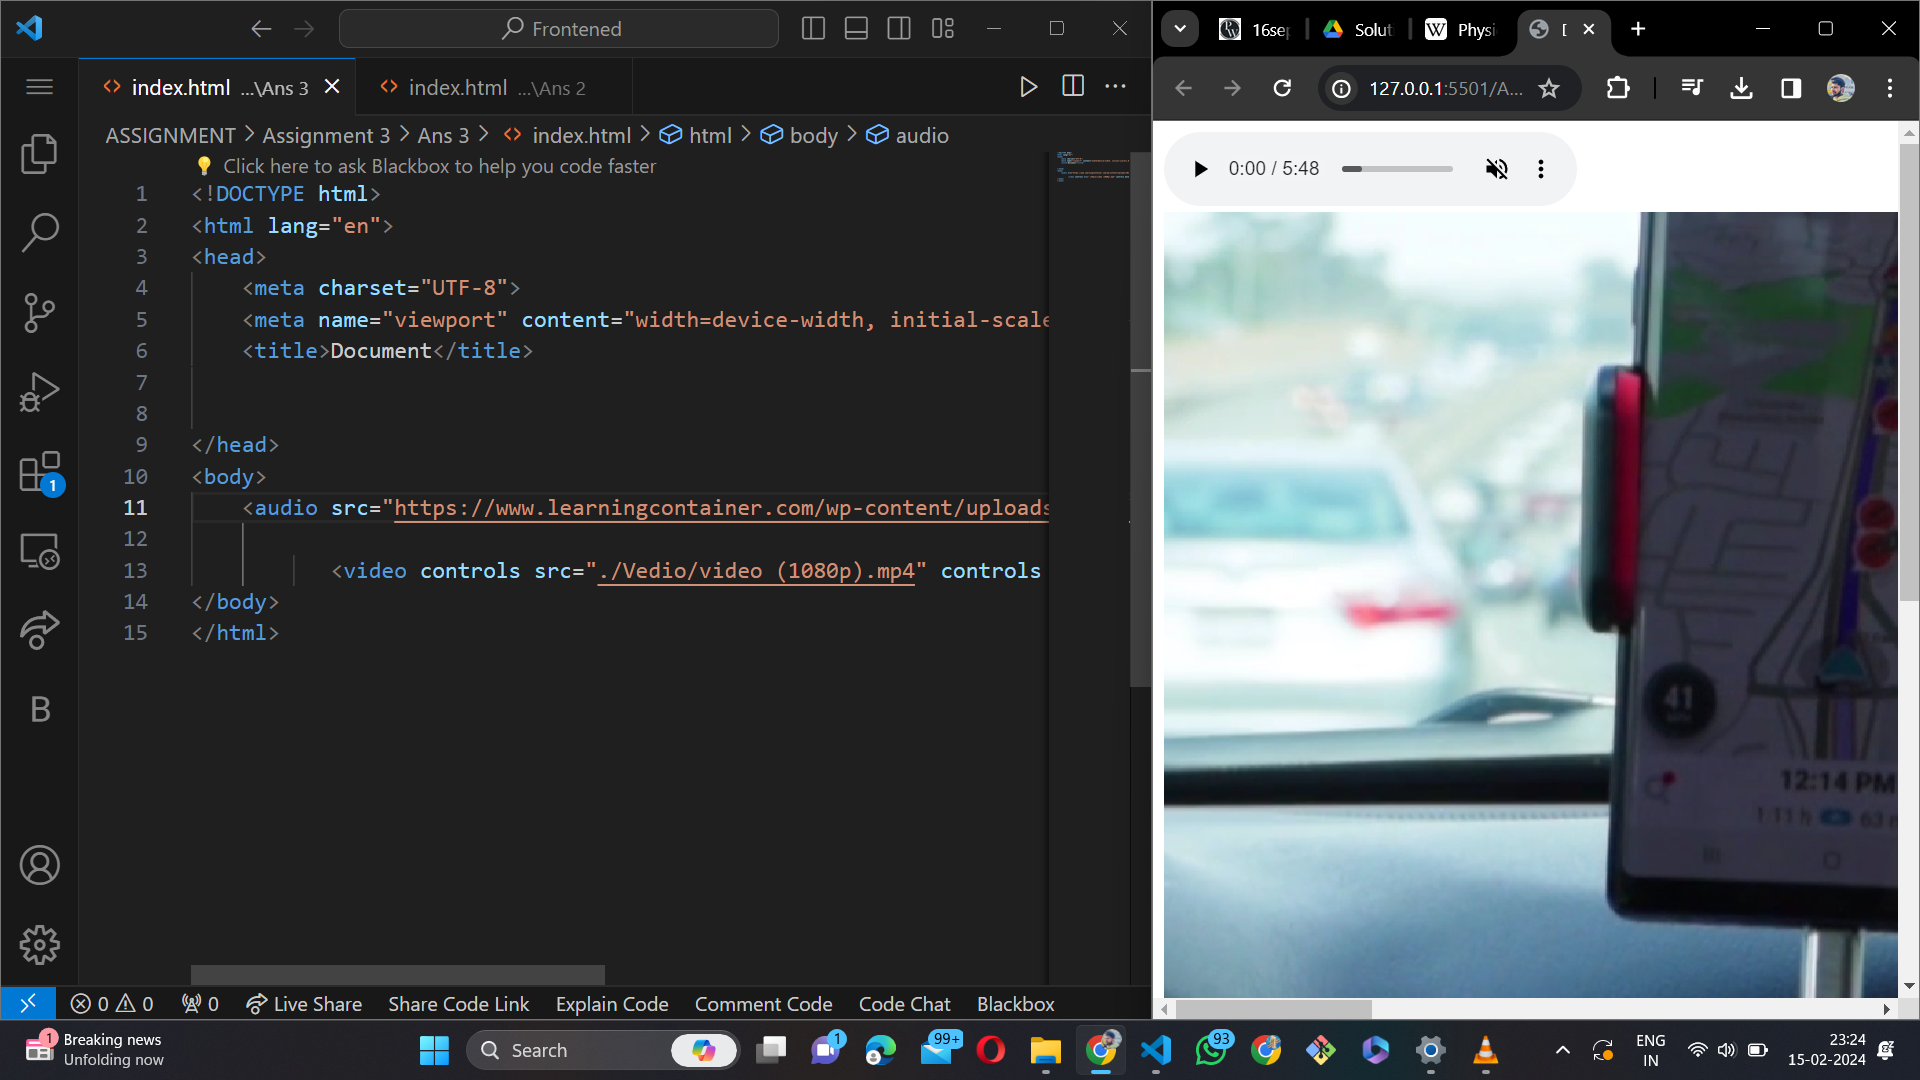 Frontened
index.html ...\Ans 3
index.html ...\Ans 2
ASSIGNMENT > Assignment 3 > Ans 3 > index.html > html > body > audio
Click here to ask Blackbox to help you code faster
1 <!DOCTYPE html>
2 <html lang="en">
3 <head>
4 <meta charset="UTF-8">
5 <meta name="viewport" content="width=device-width, initial-scale
6 <title>Document</title>
7
8
9 </head>
10 <body>
11 <audio src="https://www.learningcontainer.com/wp-content/uploads
12
13 <video controls src="./Vedio/video (1080p).mp4" controls
14 </body>
15 </html>
1
B
0 0 0 Live Share Share Code Link Explain Code Comment Code Code Chat Blackbox
16sep Solut Physi [
127.0.0.1:5501/A...
0:00 / 5:48
41
12:14 PM
1:11 h 63
1 Breaking news
Unfolding now
Search
1
99+
93
ENG
IN
23:24
15-02-2024